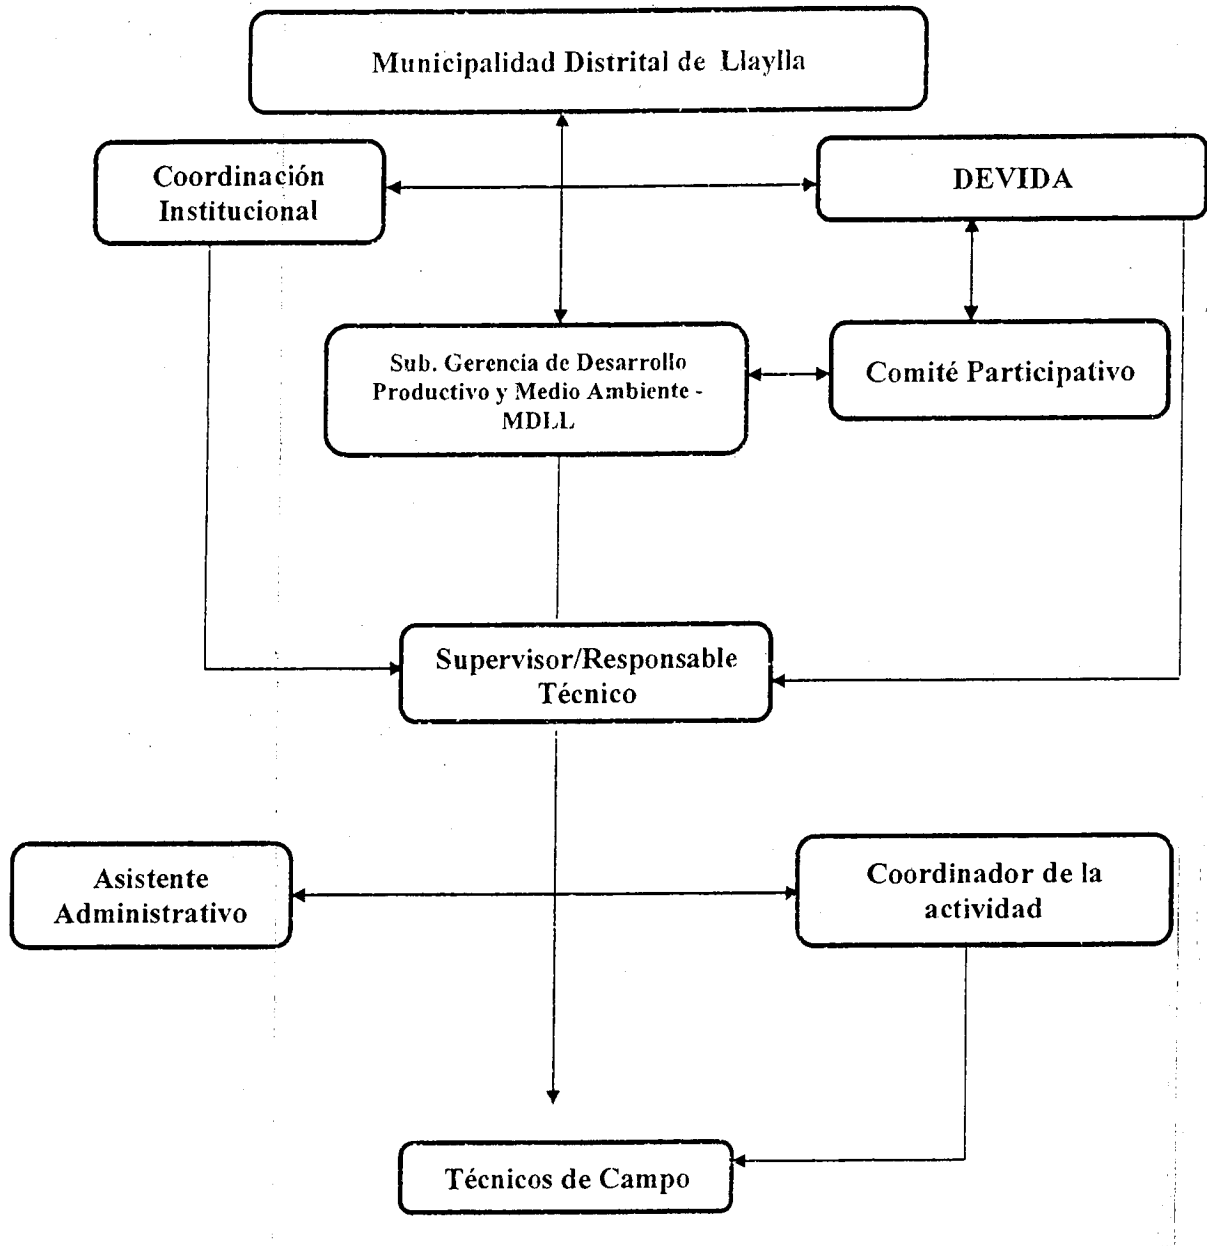 Municipalidad Distrital de Llaylla
Coordinación
Institucional
DEVIDA
Sub. Gerencia de Desarrollo
Productivo y Medio Ambiente -
MDLL
Comité Participativo
Supervisor/Responsable
Técnico
Asistente
Administrativo
Coordinador de la
actividad
Técnicos de Campo